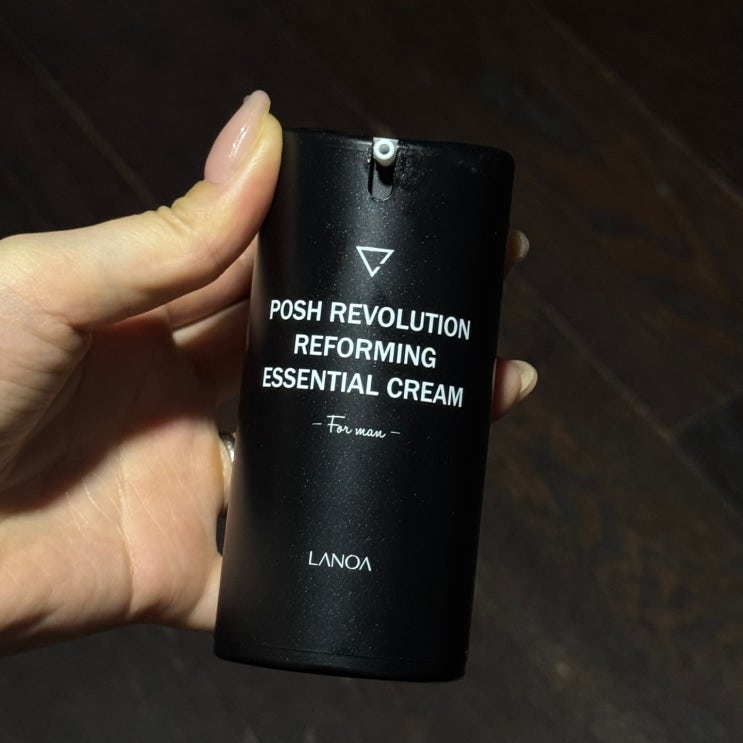 POSH REVOLUTION
REFORMING
ESSENTIAL CREAM
– For man –
LANOA